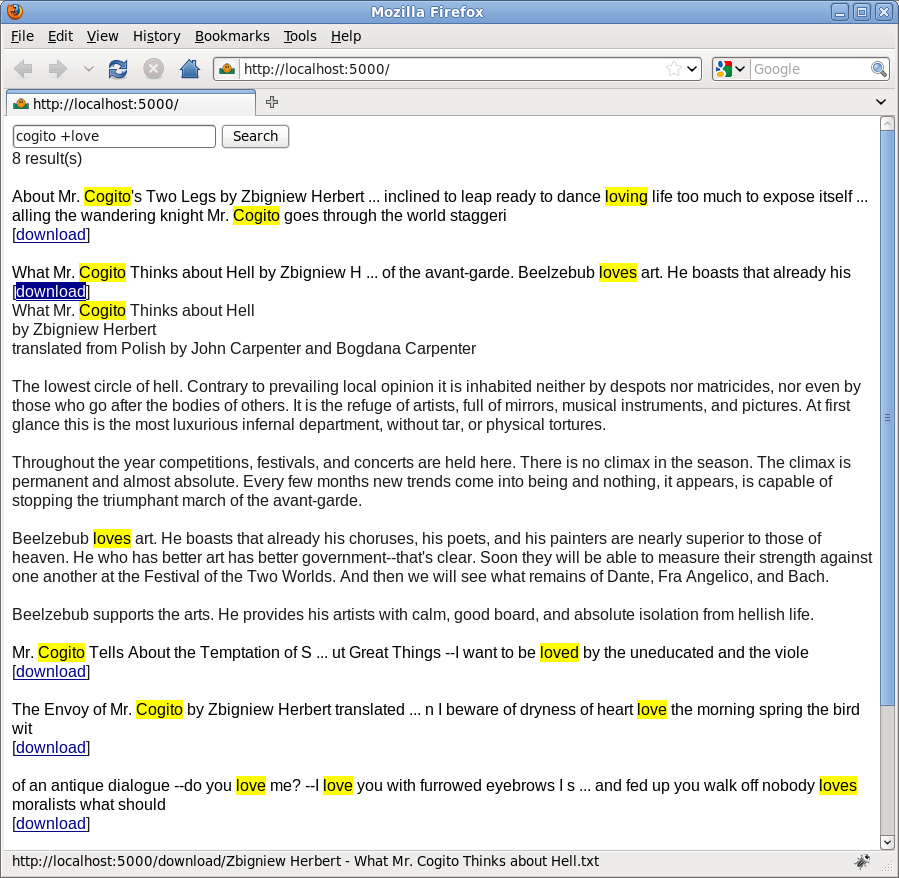 Mozilla Firefox
File Edit View History Bookmarks Tools Help
http://localhost:5000/
Google
http://localhost:5000/
cogito +love
Search
8 result(s)
About Mr. Cogito's Two Legs by Zbigniew Herbert ... inclined to leap ready to dance loving life too much to expose itself ...
alling the wandering knight Mr. Cogito goes through the world staggeri
[download]
What Mr. Cogito Thinks about Hell by Zbigniew H ... of the avant-garde. Beelzebub loves art. He boasts that already his
[download]
What Mr. Cogito Thinks about Hell
by Zbigniew Herbert
translated from Polish by John Carpenter and Bogdana Carpenter
The lowest circle of hell. Contrary to prevailing local opinion it is inhabited neither by despots nor matricides, nor even by
those who go after the bodies of others. It is the refuge of artists, full of mirrors, musical instruments, and pictures. At first
glance this is the most luxurious infernal department, without tar, or physical tortures.
Throughout the year competitions, festivals, and concerts are held here. There is no climax in the season. The climax is
permanent and almost absolute. Every few months new trends come into being and nothing, it appears, is capable of
stopping the triumphant march of the avant-garde.
Beelzebub loves art. He boasts that already his choruses, his poets, and his painters are nearly superior to those of
heaven. He who has better art has better government--that's clear. Soon they will be able to measure their strength against
one another at the Festival of the Two Worlds. And then we will see what remains of Dante, Fra Angelico, and Bach.
Beelzebub supports the arts. He provides his artists with calm, good board, and absolute isolation from hellish life.
Mr. Cogito Tells About the Temptation of S ... ut Great Things --I want to be loved by the uneducated and the viole
[download]
The Envoy of Mr. Cogito by Zbigniew Herbert translated ... n I beware of dryness of heart love the morning spring the bird
wit
[download]
of an antique dialogue --do you love me? --I love you with furrowed eyebrows I s ... and fed up you walk off nobody loves
moralists what should
[download]
http://localhost:5000/download/Zbigniew Herbert - What Mr. Cogito Thinks about Hell.txt